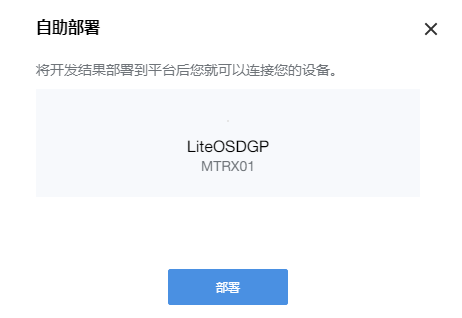 自助部署
将开发结果部署到平台后您就可以连接您的设备。
LiteOSDGP
MTRX01
部署